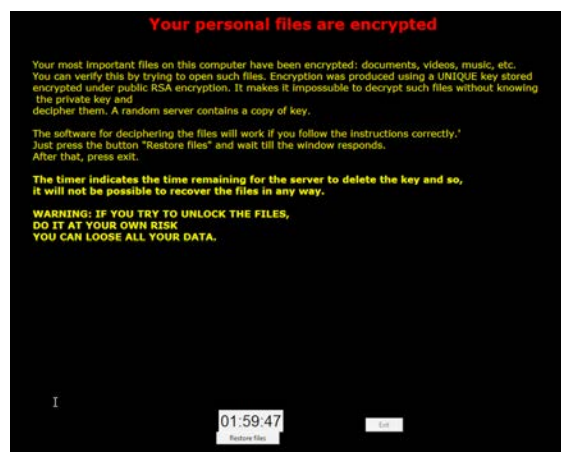 Your personal files are encrypted
Your most important files on this computer have been encrypted: documents, videos, music, etc.
You can verify this by trying to open such files. Encryption was produced using a UNIQUE key stored
encrypted under public RSA encryption. It makes it impossuble to decrypt such files without knowing
the private key and
decipher them. A random server contains a copy of key.
The software for deciphering the files will work if you follow the instructions correctly.'
Just press the button "Restore files" and wait till the window responds.
After that, press exit.
The timer indicates the time remaining for the server to delete the key and so,
it will not be possible to recover the files in any way.
WARNING: IF YOU TRY TO UNLOCK THE FILES,
DO IT AT YOUR OWN RISK
YOU CAN LOOSE ALL YOUR DATA.
01:59:47
Restore files
Exit